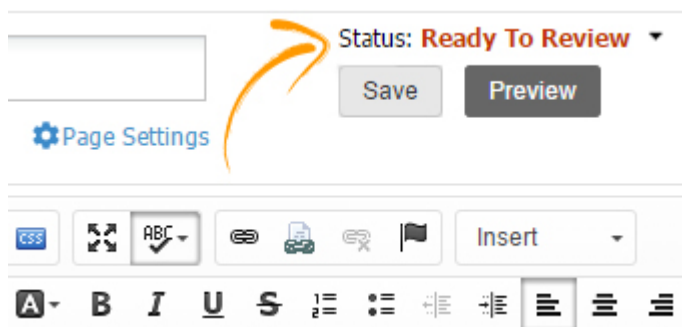 Status: Ready To Review
Save Preview
Page Settings
css ABC Insert
A B I U S